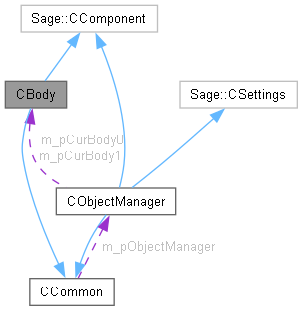 Sage::CComponent
CBody
Sage::CSettings
m_pCurBody0
m_pCurBody1
CObjectManager
m_pObjectManager
CCommon